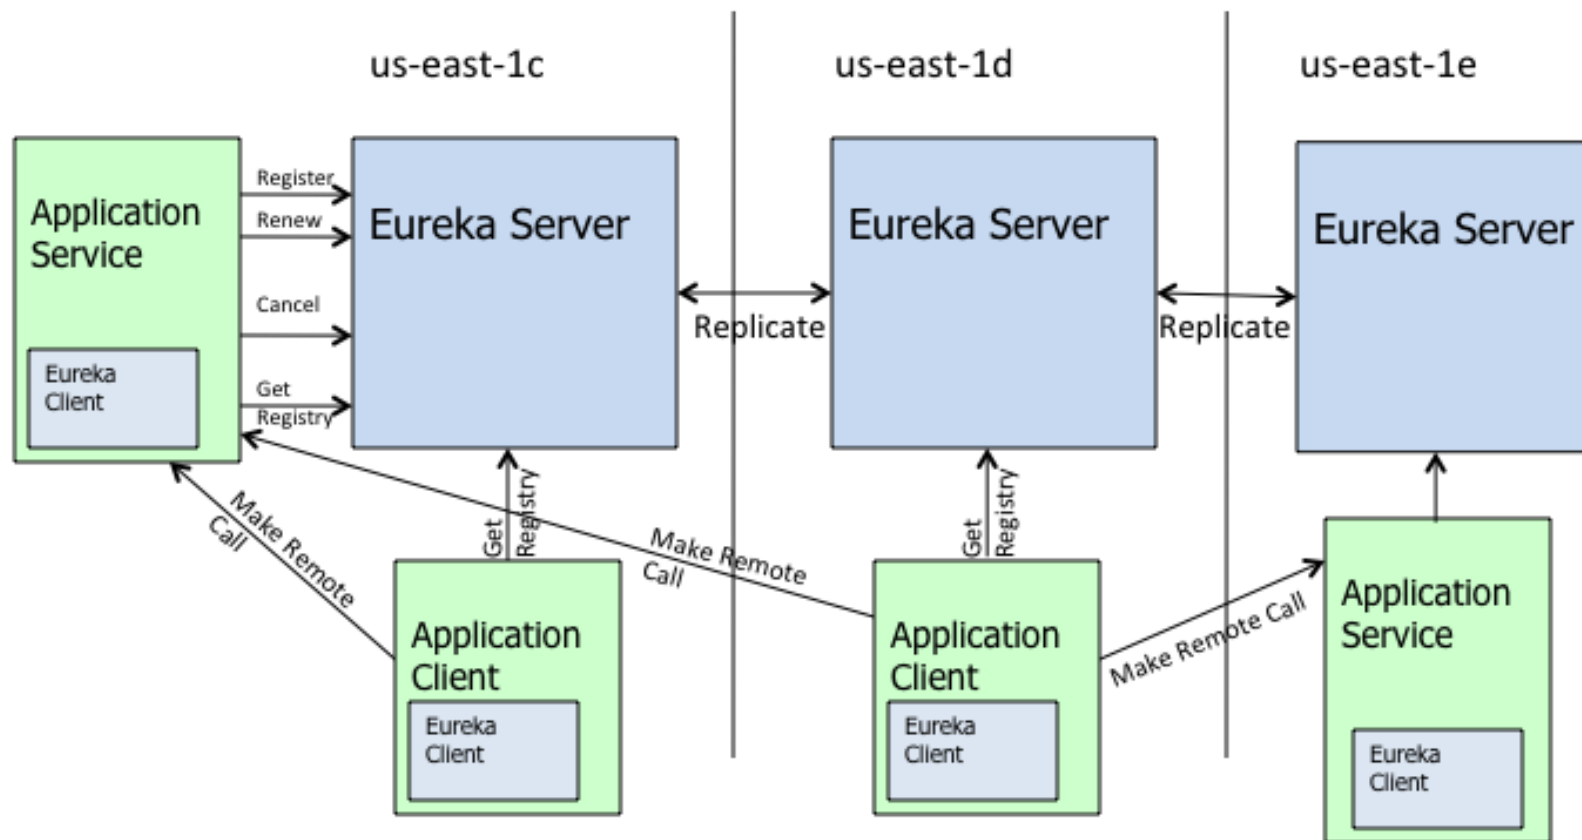 us-east-1c
us-east-1d
us-east-1e
Application
Service
Eureka
Client
Register
Renew
Cancel
Get
Registry
Eureka Server
Replicate
Eureka Server
Replicate
Eureka Server
Make Remote
Call
Get
Registry
Make Remote
Call
Get
Registry
Make Remote Call
Application
Client
Eureka
Client
Application
Client
Eureka
Client
Application
Service
Eureka
Client